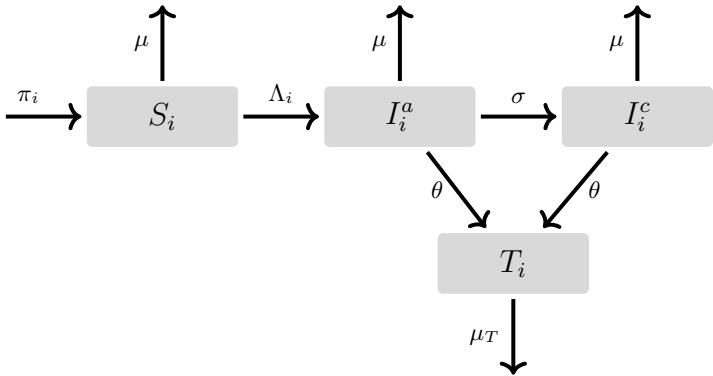 μ μ μ
π_i S_i Λ_i I_i^a σ I_i^c
θ θ
T_i
μ_T